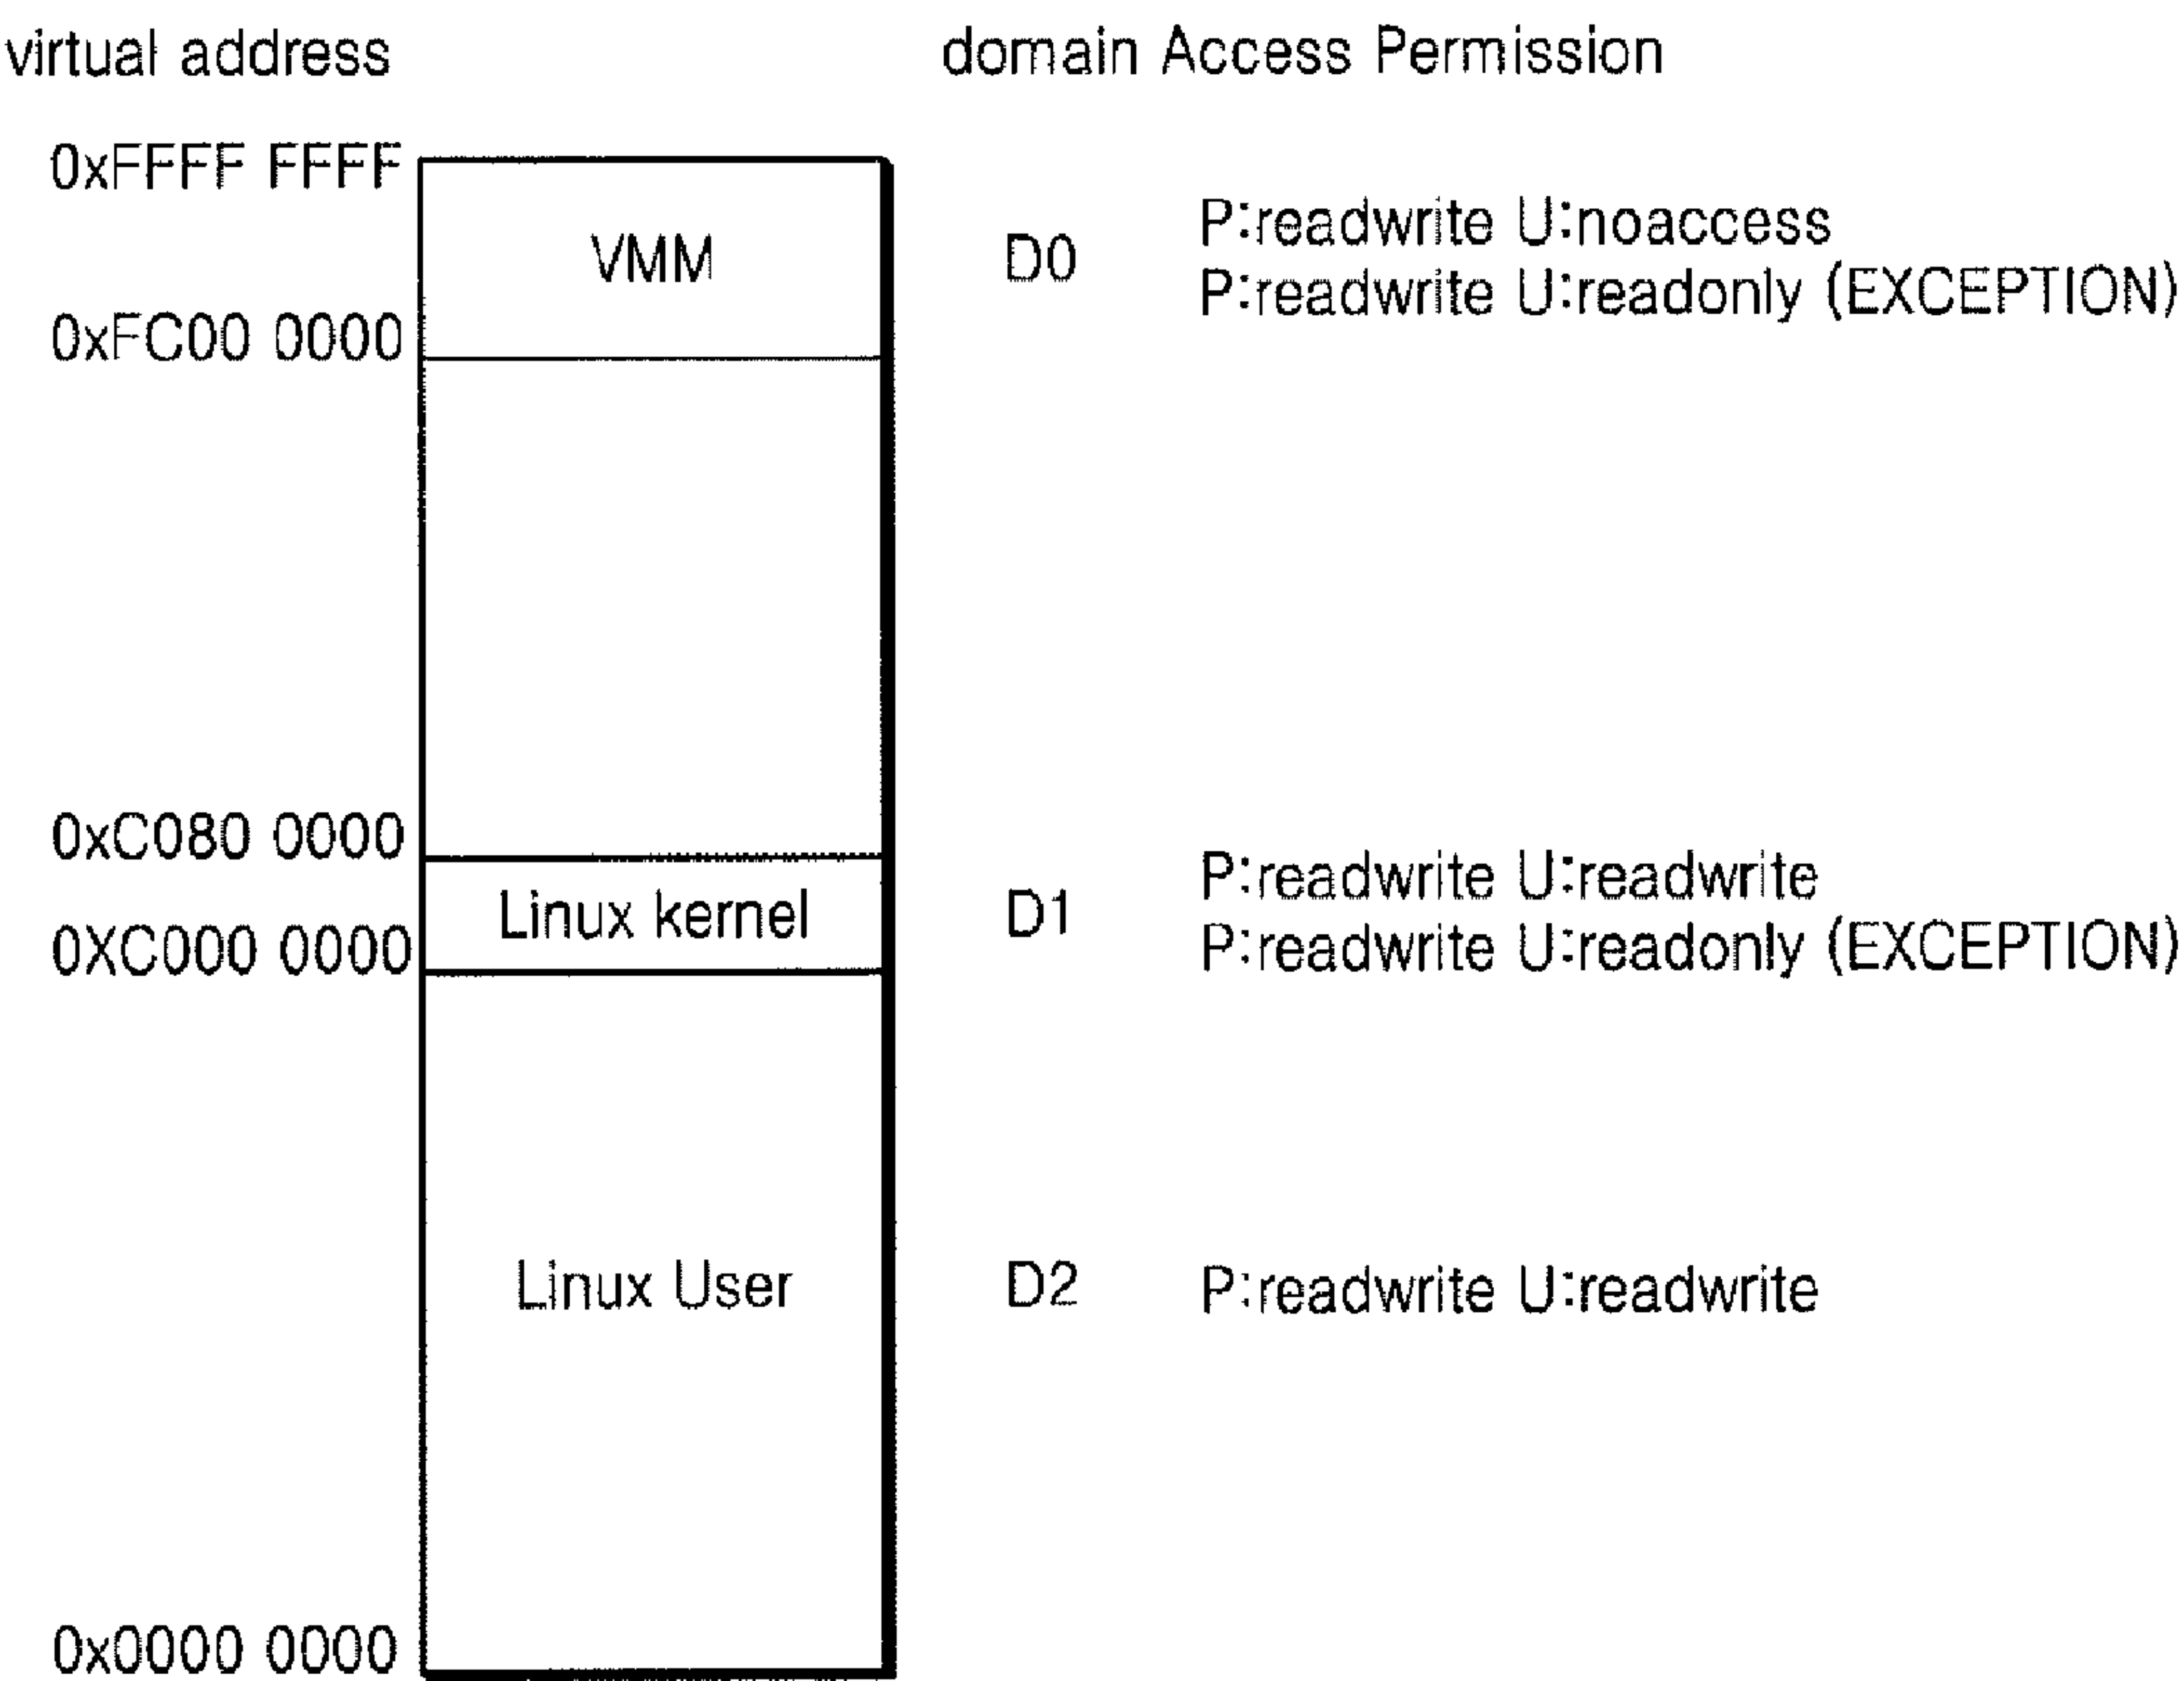 virtual address domain Access Permission
0xFFFF FFFF
P:readwrite U:noaccess
VMM D0
P:readwrite U:readonly (EXCEPTION)
0xFC00 0000
0xC080 0000
P:readwrite U:readwrite
Linux kernel D1
P:readwrite U:readonly (EXCEPTION)
0XC000 0000
Linux User D2 P:readwrite U:readwrite
0x0000 0000